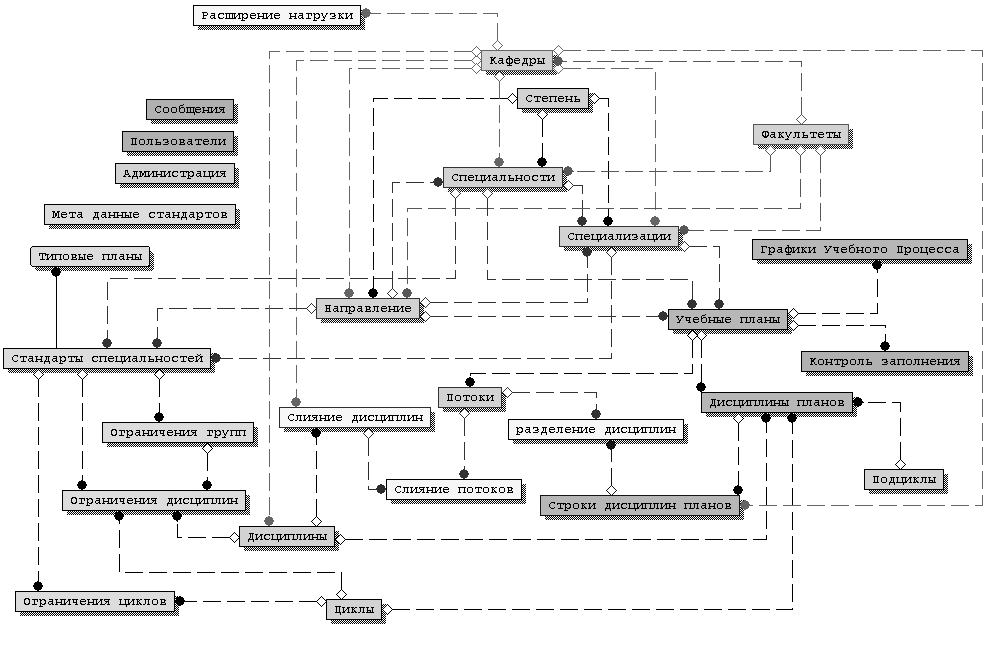 Расширение нагрузки
Кафедры
Степень
Сообщения
Факультеты
Пользователи
Администрация
Специальности
Мета данные стандартов
Специализации
Графики Учебного Процесса
Типовые планы
Направление
Учебные планы
Стандарты специальностей
Контроль заполнения
Потоки
Дисциплины планов
Слияние дисциплин
разделение дисциплин
Ограничения групп
Подциклы
Слияние потоков
Ограничения дисциплин
Строки дисциплин планов
Дисциплины
Ограничения циклов
Циклы